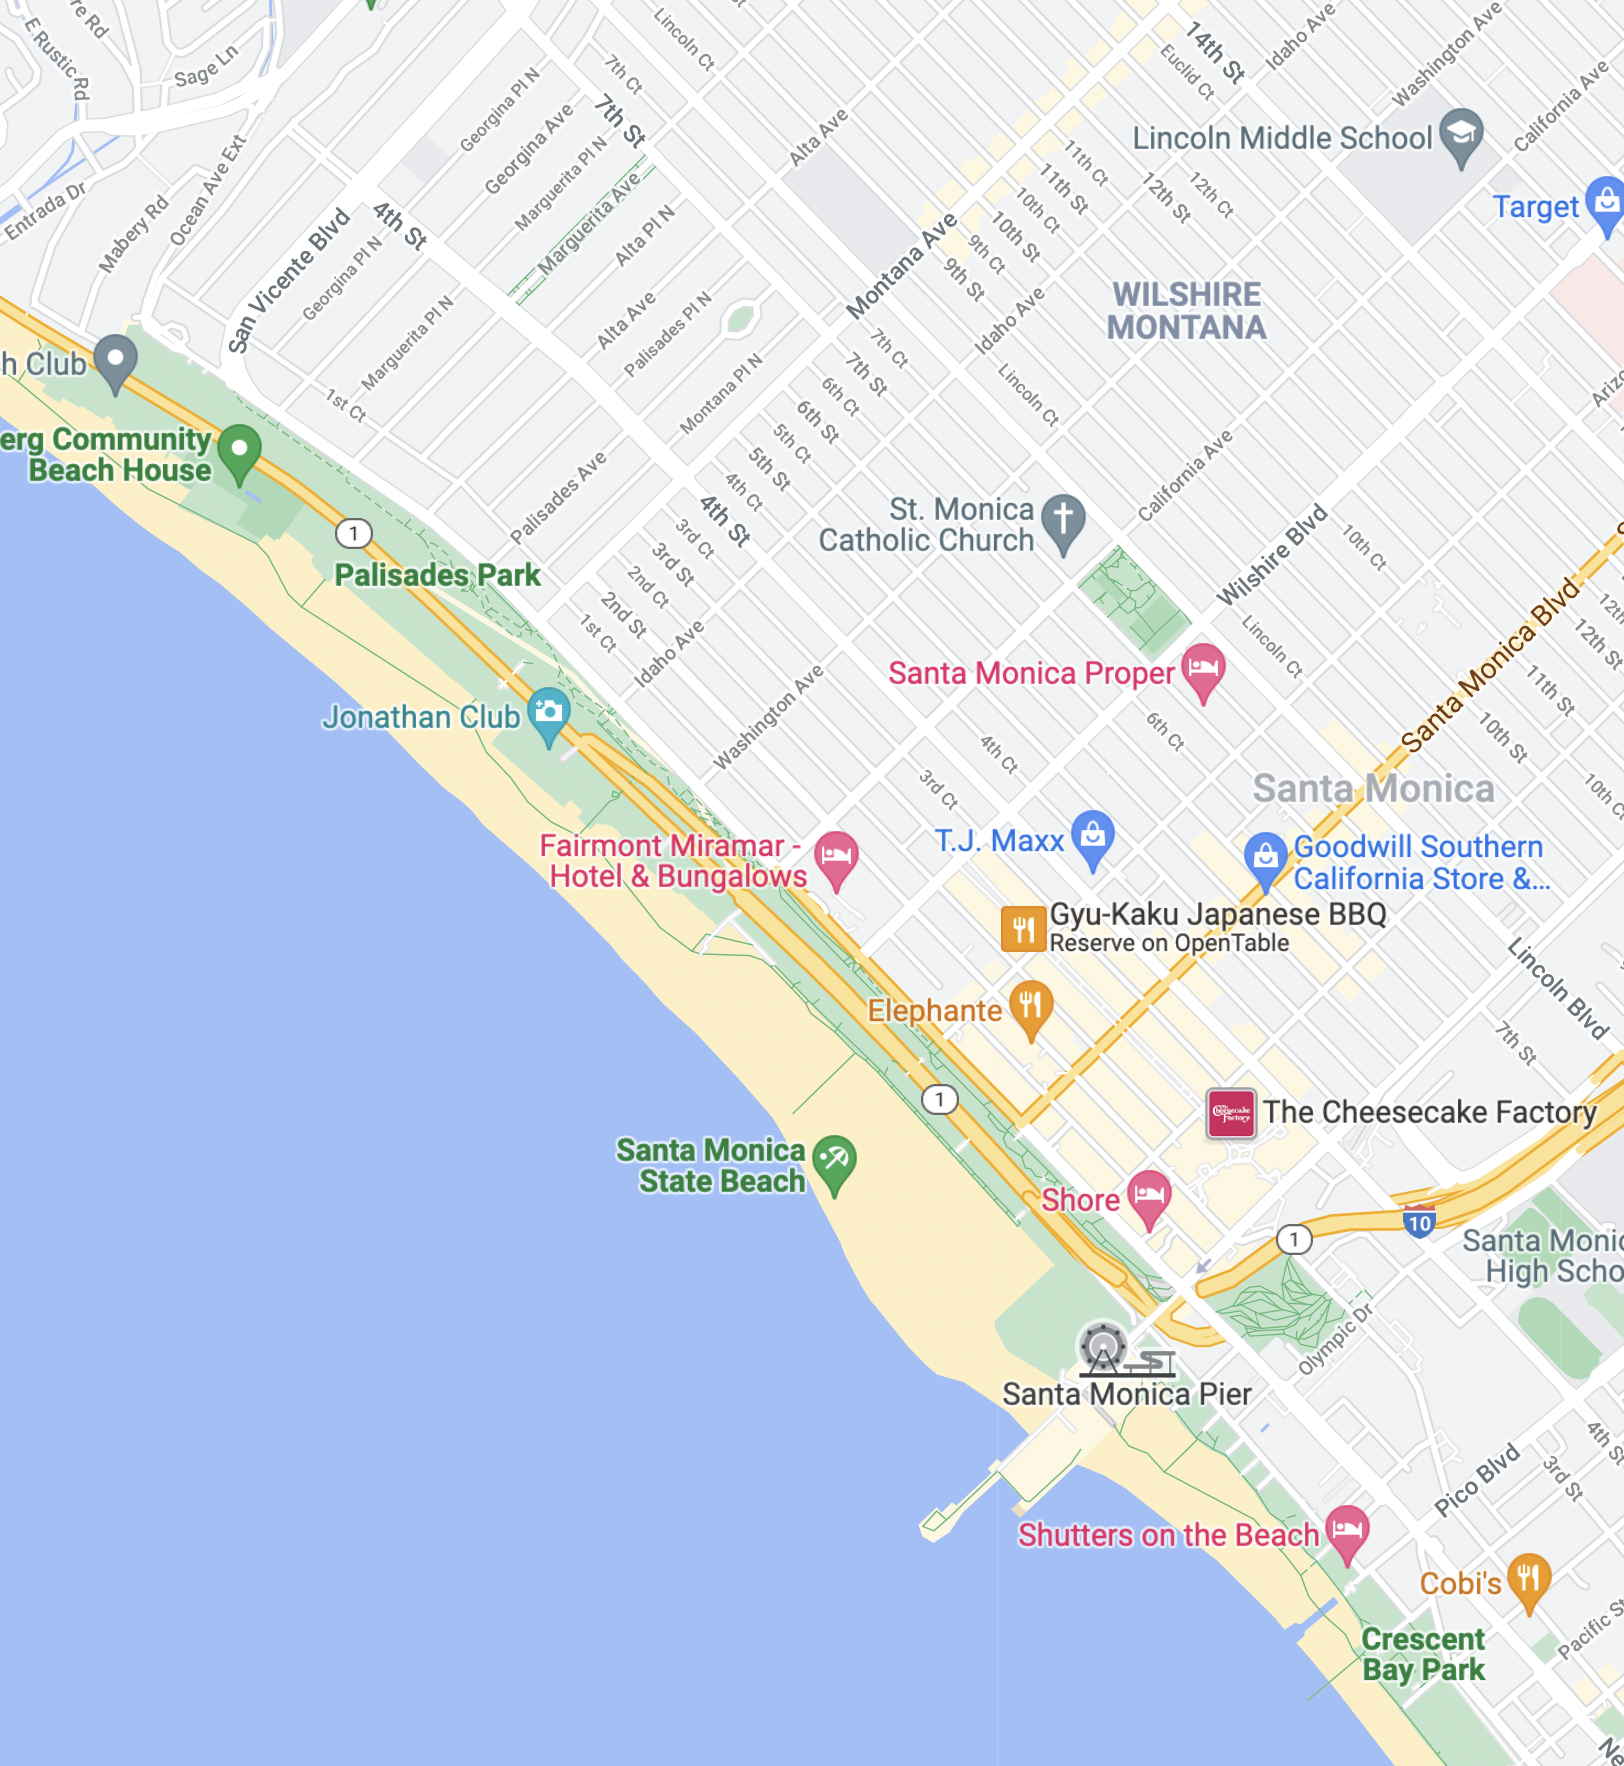 E Rustic Rd
re Rd
Sage Ln
Entrada Dr
Mabery Rd
Ocean Ave Ext
San Vicente Blvd
Georgina Pl N
Georgina Ave
Marguerita Pl N
Marguerita Ave
Alta Pl N
7th Ct
7th St
Lincoln Ct
Alta Ave
4th St
Georgina Pl N
Marguerita Pl N
1st Ct
Alta Ave
Palisades Pl N
Montana Pl N
Palisades Ave
Montana Ave
14th St
Euclid Ct
Idaho Ave
Washington Ave
California Ave
Lincoln Middle School
Target
11th Ct
11th St
12th St
12th Ct
10th Ct
10th St
9th Ct
9th St
Idaho Ave
WILSHIRE
MONTANA
h Club
erg Community
Beach House
1
Palisades Park
7th Ct
7th St
6th Ct
6th St
5th Ct
5th St
4th Ct
4th St
3rd Ct
3rd St
2nd Ct
2nd St
1st Ct
Idaho Ave
Washington Ave
Lincoln Ct
California Ave
St. Monica
Catholic Church
Wilshire Blvd
10th Ct
Lincoln Ct
Santa Monica Proper
Santa Monica Blvd
12th St
11th St
10th St
10th Ct
Jonathan Club
6th Ct
4th Ct
3rd Ct
Santa Monica
T.J. Maxx
Goodwill Southern
California Store &...
Fairmont Miramar -
Hotel & Bungalows
Gyu-Kaku Japanese BBQ
Reserve on OpenTable
Elephante
Lincoln Blvd
7th St
1
The Cheesecake Factory
Santa Monica
State Beach
Shore
1
10
Santa Monic
High Scho
Olympic Dr
Santa Monica Pier
Pico Blvd
4th St
3rd St
Shutters on the Beach
Cobi's
Crescent
Bay Park
Pacific St
Ne